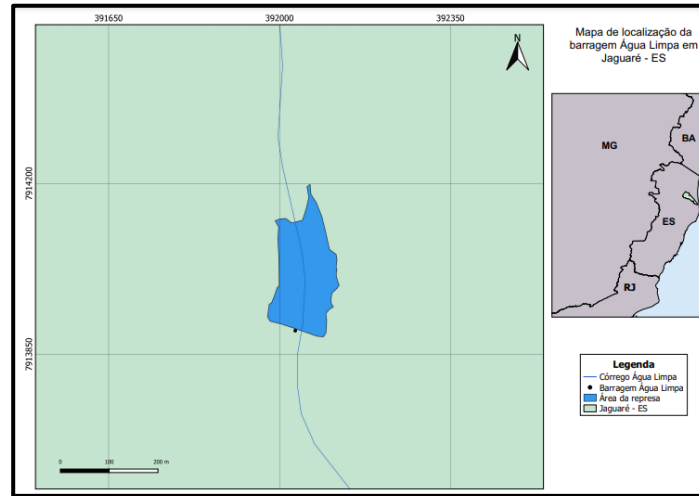 391650
392000
392350
N
7914200
7913850
0
100
200 m
Mapa de localização da
barragem Água Limpa em
Jaguaré - ES
MG
BA
ES
RJ
Legenda
Córrego Água Limpa
Barragem Água Limpa
Área da represa
Jaguaré - ES